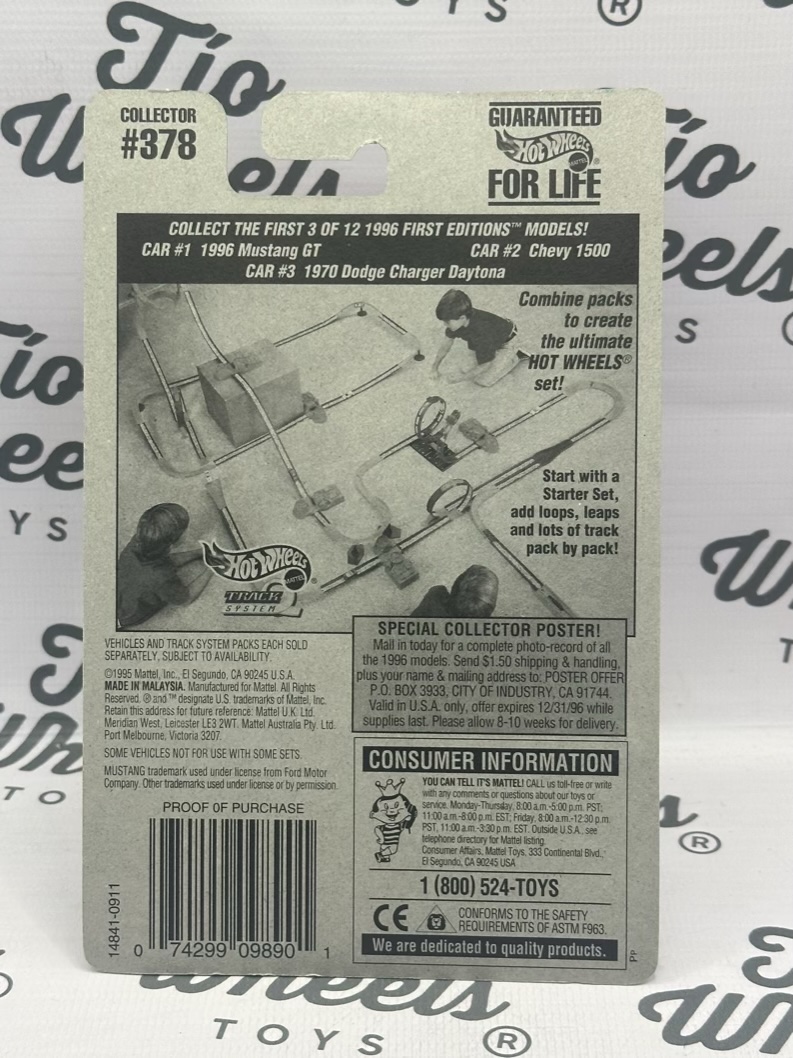 YS
®
Tío
Wheels
TOYS
COLLECTOR
#378
GUARANTEED
Hot Wheels
MATTEL
®
FOR LIFE
COLLECT THE FIRST 3 OF 12 1996 FIRST EDITIONS™ MODELS!
CAR #1 1996 Mustang GT
CAR #2 Chevy 1500
CAR #3 1970 Dodge Charger Daytona
Combine packs
to create
the ultimate
HOT WHEELS®
set!
Start with a
Starter Set,
add loops, leaps
and lots of track
pack by pack!
Hot Wheels
MATTEL
®
TRACK
SYSTEM
VEHICLES AND TRACK SYSTEM PACKS EACH SOLD
SEPARATELY, SUBJECT TO AVAILABILITY.
©1995 Mattel, Inc., El Segundo, CA 90245 U.S.A.
MADE IN MALAYSIA. Manufactured for Mattel. All Rights
Reserved. ® and ™ designate U.S. trademarks of Mattel, Inc.
Retain this address for future reference: Mattel U.K. Ltd.
Meridian West, Leicester LE3 2WT. Mattel Australia Pty. Ltd.
Port Melbourne, Victoria 3207.
SOME VEHICLES NOT FOR USE WITH SOME SETS.
MUSTANG trademark used under license from Ford Motor
Company. Other trademarks used under license or by permission.
PROOF OF PURCHASE
14841-0911
0 74299 09890 1
SPECIAL COLLECTOR POSTER!
Mail in today for a complete photo-record of all
the 1996 models. Send $1.50 shipping & handling,
plus your name & mailing address to: POSTER OFFER
P.O. BOX 3933, CITY OF INDUSTRY, CA 91744.
Valid in U.S.A. only, offer expires 12/31/96 while
supplies last. Please allow 8-10 weeks for delivery.
CONSUMER INFORMATION
YOU CAN TELL IT'S MATTEL! CALL us toll-free or write
with any comments or questions about our toys or
service. Monday-Thursday, 8:00 a.m.-5:00 p.m. PST;
11:00 a.m.-8:00 p.m. EST; Friday, 8:00 a.m.-12:30 p.m.
PST, 11:00 a.m.-3:30 p.m. EST. Outside U.S.A., see
telephone directory for Mattel listing.
Consumer Affairs, Mattel Toys, 333 Continental Blvd.,
El Segundo, CA 90245 USA
1 (800) 524-TOYS
CE
CONFORMS TO THE SAFETY
REQUIREMENTS OF ASTM F963.
We are dedicated to quality products.
PP
Wheels
TOYS ®